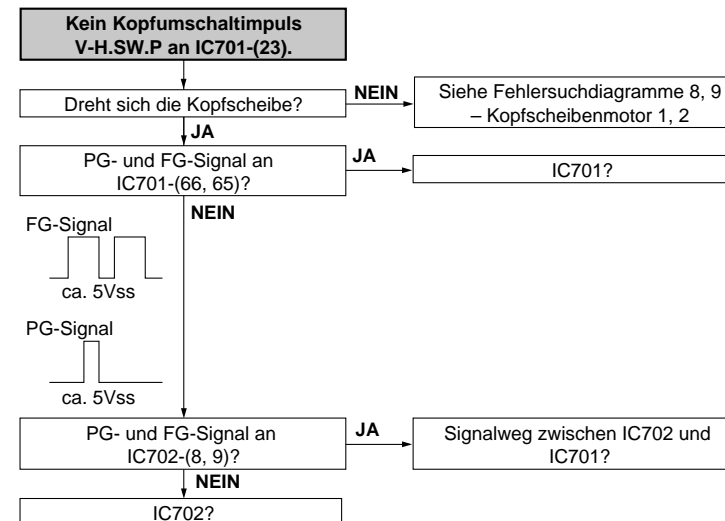 Kein Kopfumschaltimpuls
V-H.SW.P an IC701-(23).
Dreht sich die Kopfscheibe?
NEIN
Siehe Fehlersuchdiagramme 8, 9
– Kopfscheibenmotor 1, 2
JA
PG- und FG-Signal an
IC701-(66, 65)?
JA
IC701?
NEIN
FG-Signal
ca. 5Vss
PG-Signal
ca. 5Vss
PG- und FG-Signal an
IC702-(8, 9)?
JA
Signalweg zwischen IC702 und
IC701?
NEIN
IC702?